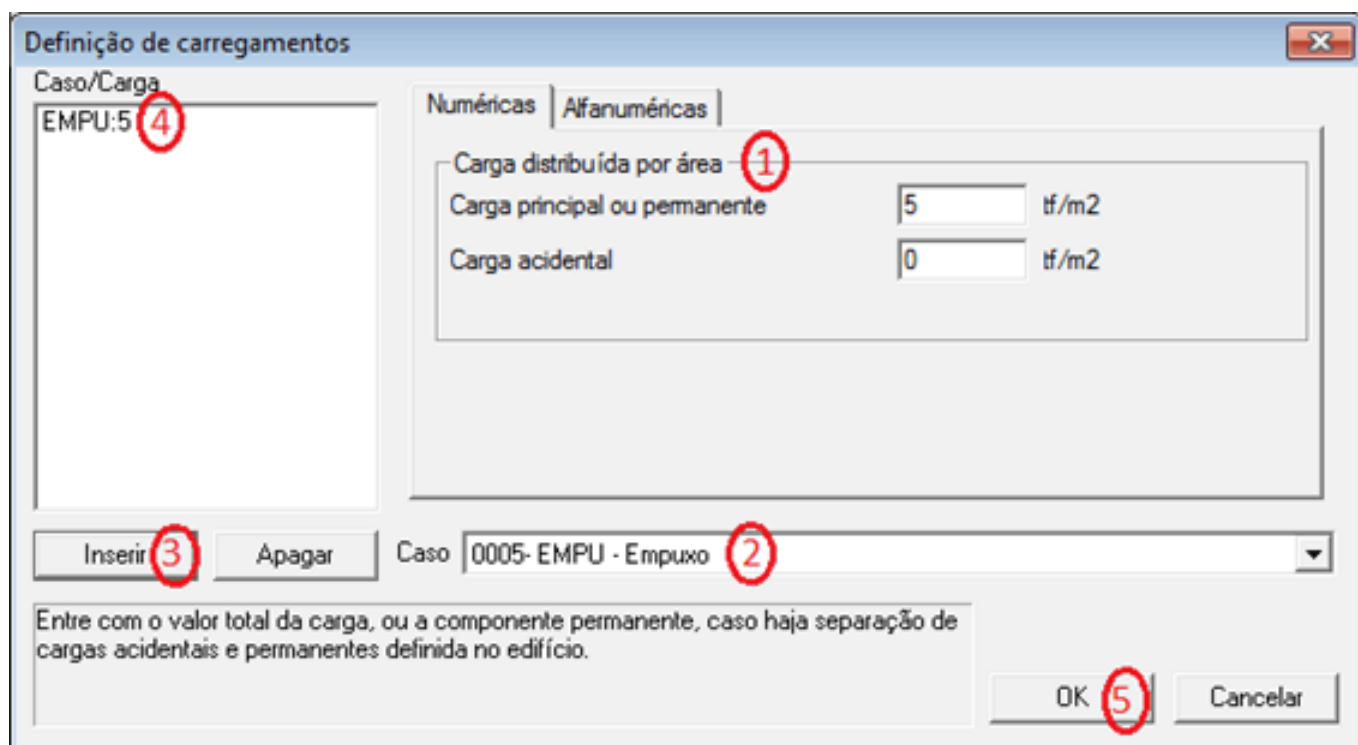 Definição de carregamentos
Caso/Carga
EMPU:5 4
Numéricas Alfanuméricas
Carga distribuída por área 1
Carga principal ou permanente 5 tf/m2
Carga acidental 0 tf/m2
Inserir 3 Apagar Caso 0005- EMPU - Empuxo 2
Entre com o valor total da carga, ou a componente permanente, caso haja separação de
cargas acidentais e permanentes definida no edifício.
OK 5 Cancelar